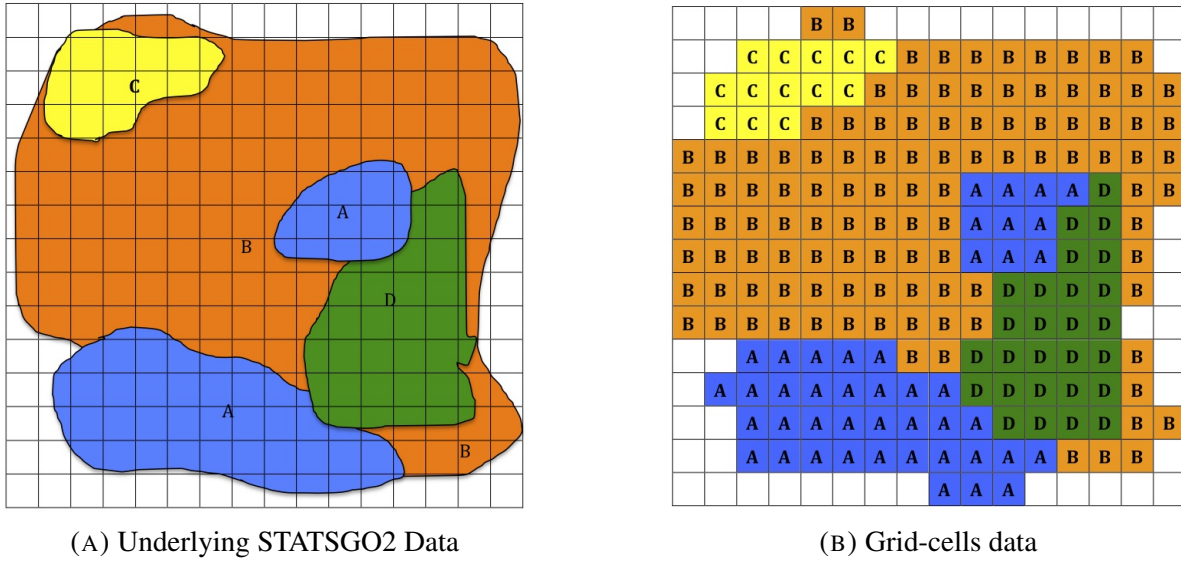 C
A
B
D
A
B
(A) Underlying STATSGO2 Data
B B
C C C C C B B B B B B B B
C C C C C B B B B B B B B B B
C C C B B B B B B B B B B B B
B B B B B B B B B B B B B B B B
B B B B B B B B B A A A A D B B
B B B B B B B B B A A A D D B
B B B B B B B B B A A A D D B
B B B B B B B B B B D D D D B
B B B B B B B B B B D D D D
A A A A A B B D D D D D B
A A A A A A A A D D D D D B
A A A A A A A A D D D D B B
A A A A A A A A A A B B B
A A A
(B) Grid-cells data